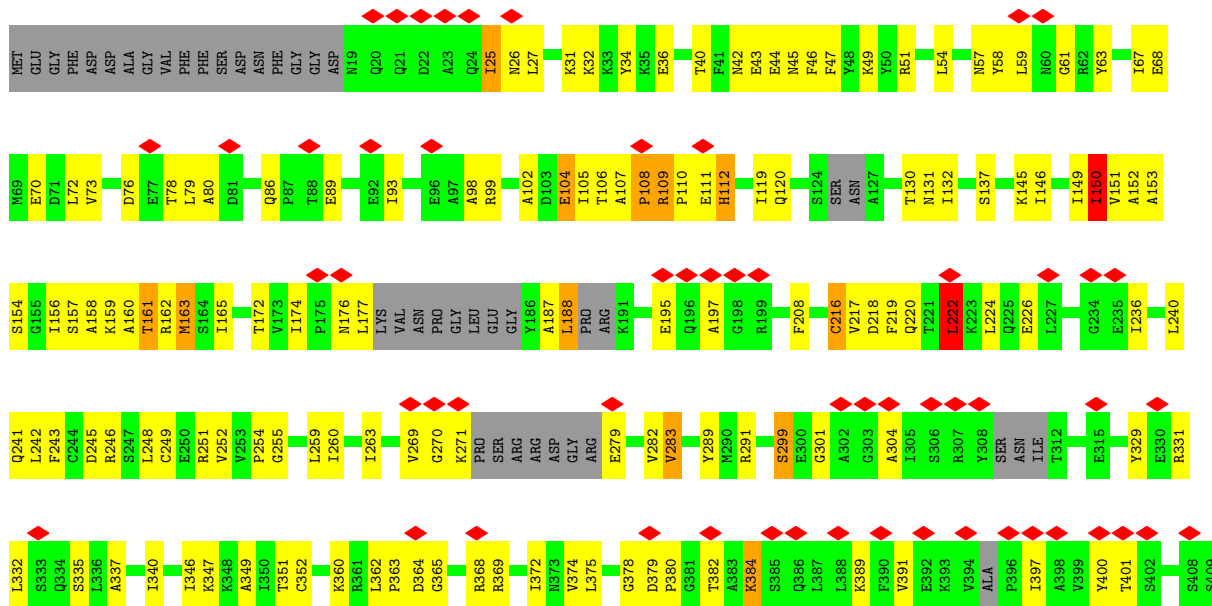 MET GLU GLY PHE ASP ASP ALA GLY VAL PHE PHE SER ASP ASN PHE GLY GLY ASP N19 Q20 Q21 D22 A23 Q24 I25 N26 L27 K31 K32 K33 Y34 K35 E36 T40 F41 N42 E43 E44 N45 F46 F47 Y48 K49 Y50 R51 L54 N57 Y58 L59 N60 G61 R62 Y63 I67 E68
M69 E70 D71 L72 V73 D76 E77 T78 L79 A80 D81 Q86 P87 T88 E89 E92 I93 E96 A97 A98 R99 A102 D103 E104 I105 T106 A107 P108 R109 P110 E111 H112 I119 Q120 S124 SER ASN A127 T130 N131 I132 S137 K145 I146 I149 I150 V151 A152 A153
S154 G155 I156 S157 A158 K159 A160 T161 R162 M163 S164 I165 T172 V173 I174 P175 N176 L177 LYS VAL ASN PRO GLY LEU GLU GLY Y186 A187 L188 PRO ARG K191 E195 Q196 A197 G198 R199 F208 C216 V217 D218 F219 Q220 T221 L222 K223 L224 Q225 E226 L227 G234 E235 I236 L240
Q241 L242 F243 C244 D245 R246 S247 L248 C249 E250 R251 V252 V253 P254 G255 L259 I260 I263 V269 G270 K271 PRO SER ARG ARG ASP GLY ARG E279 V282 V283 Y289 M290 R291 S299 E300 G301 A302 G303 A304 I305 S306 R307 Y308 SER ASN ILE T312 E315 Y329 E330 R331
L332 S333 Q334 S335 L336 A337 I340 I346 K347 K348 A349 I350 T351 C352 K360 R361 L362 P363 D364 G365 R368 R369 I372 N373 V374 L375 G378 D379 P380 G381 T382 A383 K384 S385 Q386 L387 L388 K389 F390 V391 E392 K393 V394 ALA P396 I397 A398 V399 Y400 T401 S402 S408 S409